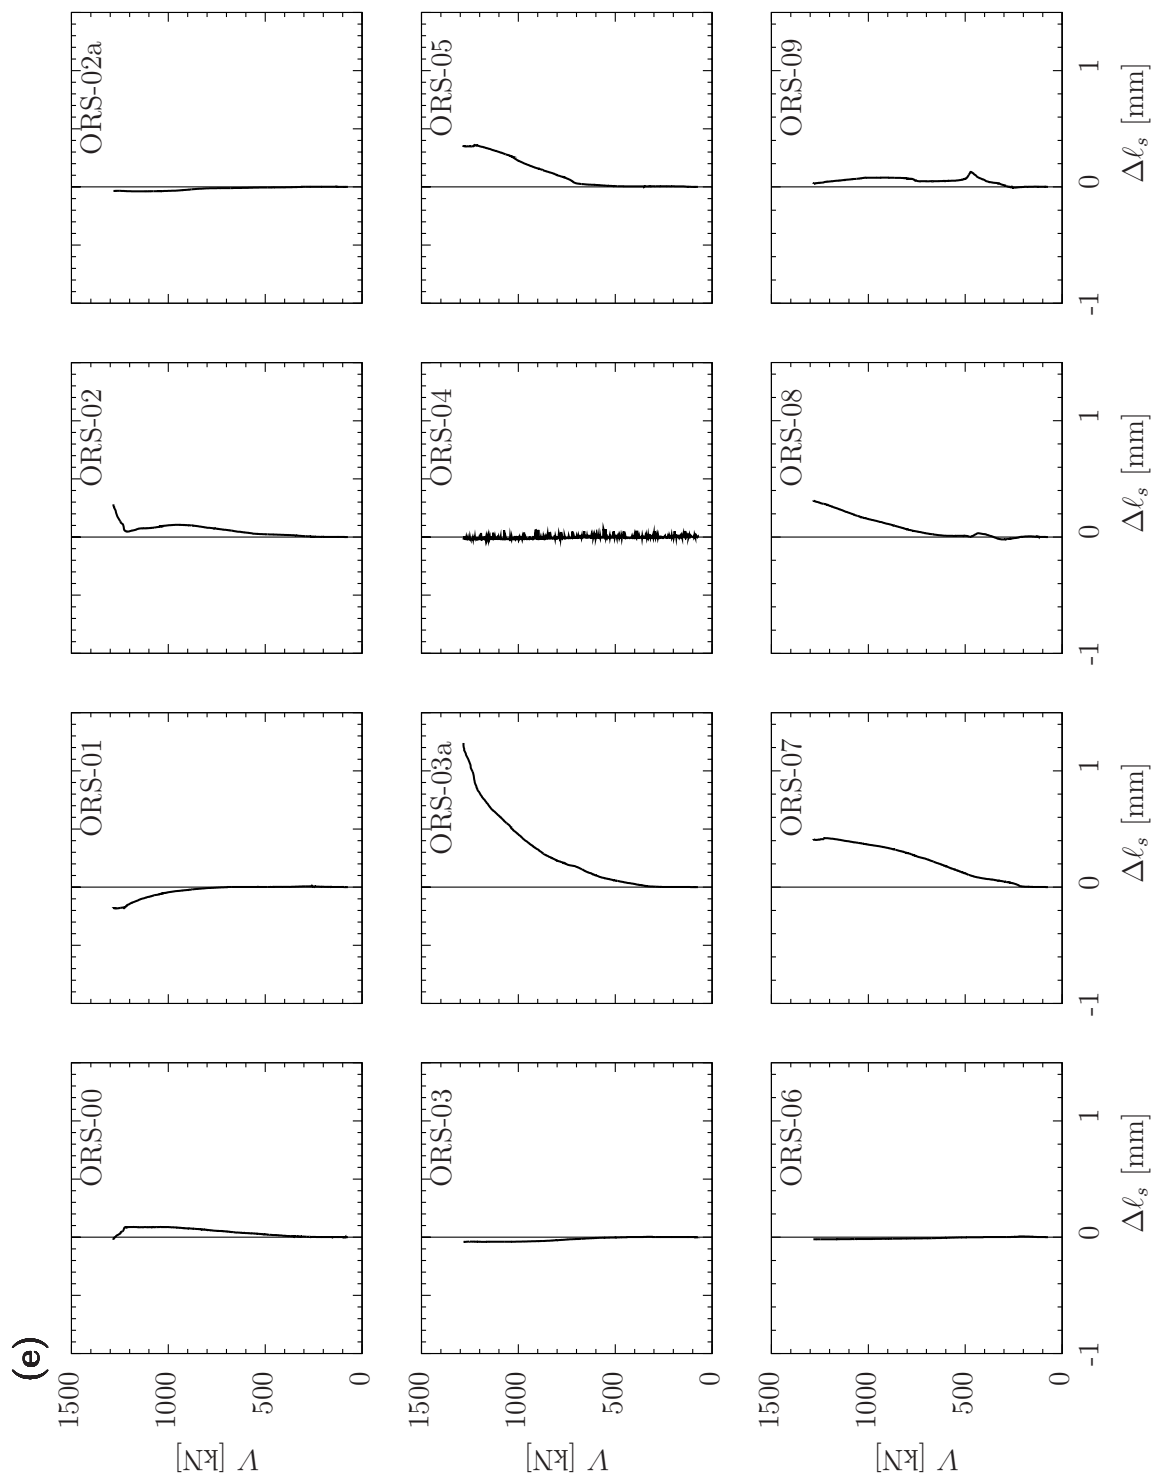 (e)
ORS-00
ORS-01
ORS-02
ORS-02a
V [kN]
1500
1000
500
0
ORS-03
ORS-03a
ORS-04
ORS-05
V [kN]
1500
1000
500
0
ORS-06
ORS-07
ORS-08
ORS-09
V [kN]
1500
1000
500
0
-1 0 1
-1 0 1
-1 0 1
-1 0 1
Δℓₛ [mm]
Δℓₛ [mm]
Δℓₛ [mm]
Δℓₛ [mm]